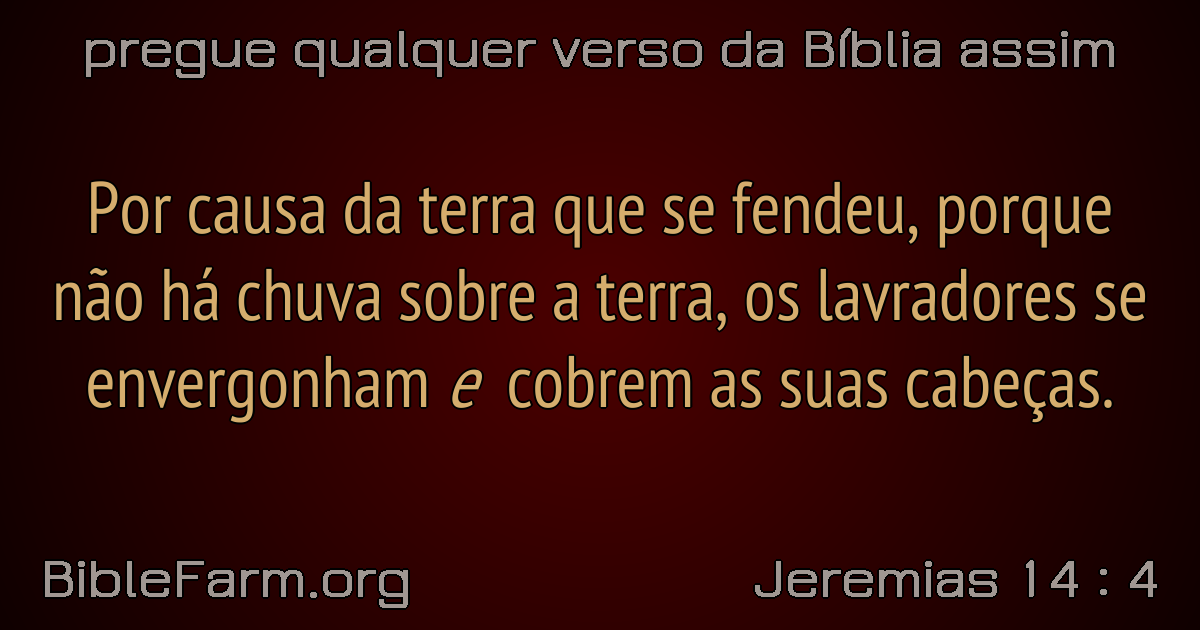 pregue qualquer verso da Bíblia assim
Por causa da terra que se fendeu, porque
não há chuva sobre a terra, os lavradores se
envergonham e cobrem as suas cabeças.
BibleFarm.org
Jeremias 14 : 4